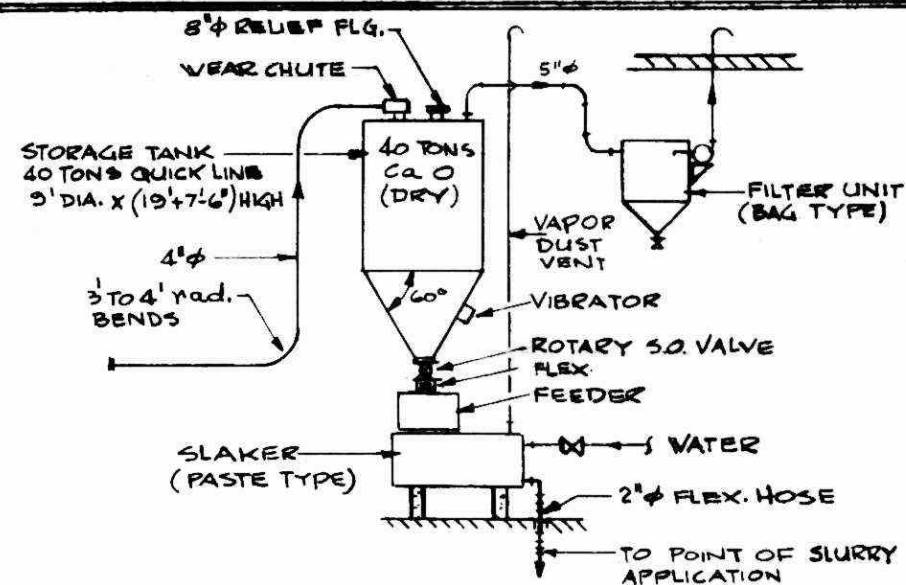 8"φ RELIEF FLG.
WEAR CHUTE
5"φ
STORAGE TANK
40 TONS QUICK LINE
9' DIA. X (19'+7'-6") HIGH
40 TONS
CaO
(DRY)
FILTER UNIT
(BAG TYPE)
VAPOR
DUST
VENT
4"φ
60°
3' TO 4' rad.
BENDS
VIBRATOR
ROTARY S.O. VALVE
FLEX.
FEEDER
SLAKER
(PASTE TYPE)
WATER
2"φ FLEX. HOSE
TO POINT OF SLURRY
APPLICATION